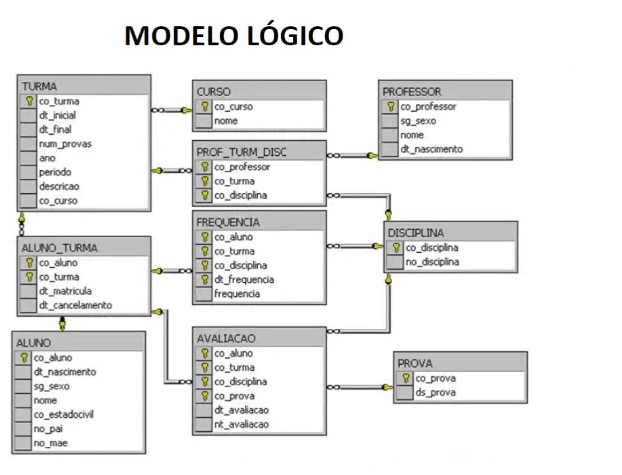 MODELO LÓGICO
TURMA
co_turma
dt_inicial
dt_final
num_provas
ano
periodo
descricao
co_curso
CURSO
co_curso
nome
PROFESSOR
co_professor
sg_sexo
nome
dt_nascimento
PROF_TURM_DISC
co_professor
co_turma
co_disciplina
FREQUENCIA
co_aluno
co_turma
co_disciplina
dt_frequencia
frequencia
DISCIPLINA
co_disciplina
no_disciplina
ALUNO_TURMA
co_aluno
co_turma
dt_matricula
dt_cancelamento
ALUNO
co_aluno
dt_nascimento
sg_sexo
nome
co_estadocivil
no_pai
no_mae
AVALIACAO
co_aluno
co_turma
co_disciplina
co_prova
dt_avaliacao
nt_avaliacao
PROVA
co_prova
ds_prova